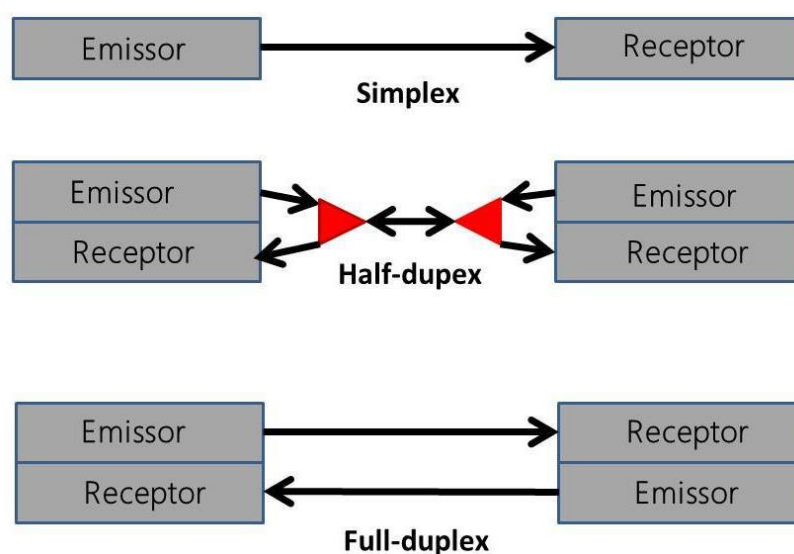 Emissor Receptor
Simplex
Emissor Emissor
Receptor Receptor
Half-dupex
Emissor Receptor
Receptor Emissor
Full-duplex